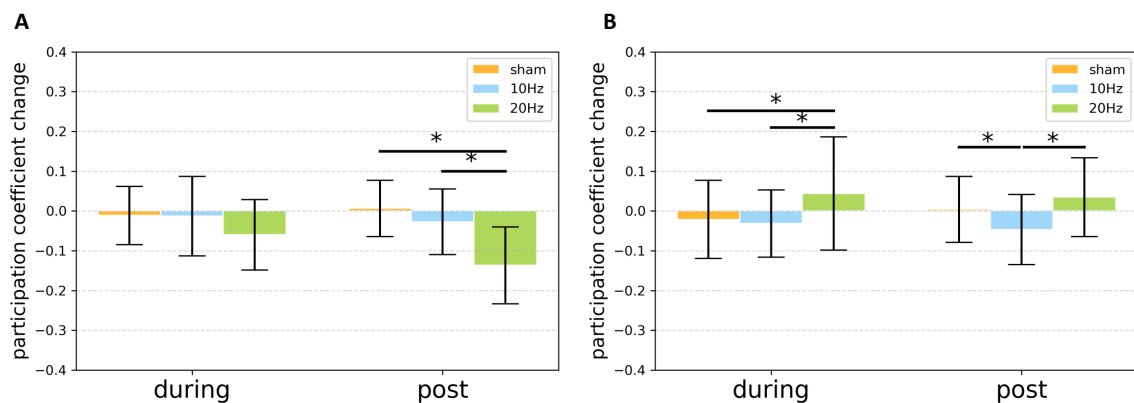 A
participation coefficient change
0.4
0.3
0.2
0.1
0.0
−0.1
−0.2
−0.3
−0.4
sham
10Hz
20Hz
*
*
during
post
B
participation coefficient change
0.4
0.3
0.2
0.1
0.0
−0.1
−0.2
−0.3
−0.4
sham
10Hz
20Hz
*
*
* *
during
post